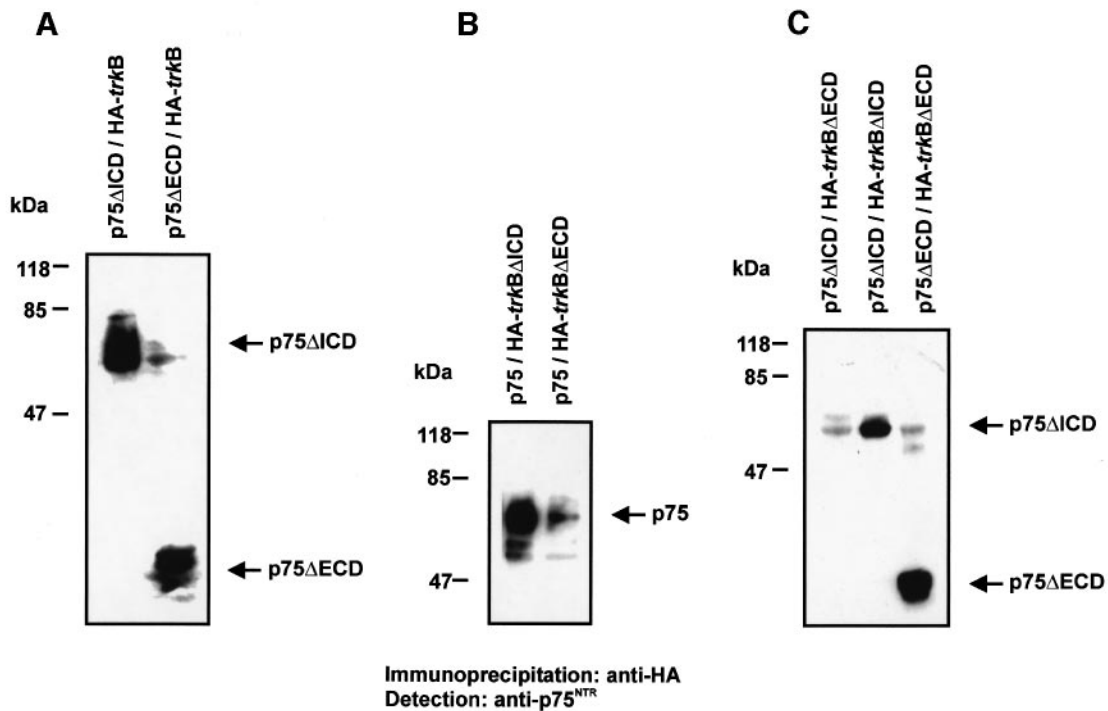 A
p75ΔICD / HA-trkB
p75ΔECD / HA-trkB
kDa
118
85
47
p75ΔICD
p75ΔECD
B
p75 / HA-trkBΔICD
p75 / HA-trkBΔECD
kDa
118
85
47
p75
C
p75ΔICD / HA-trkBΔECD
p75ΔICD / HA-trkBΔICD
p75ΔECD / HA-trkBΔECD
kDa
118
85
47
p75ΔICD
p75ΔECD
Immunoprecipitation: anti-HA
Detection: anti-p75NTR